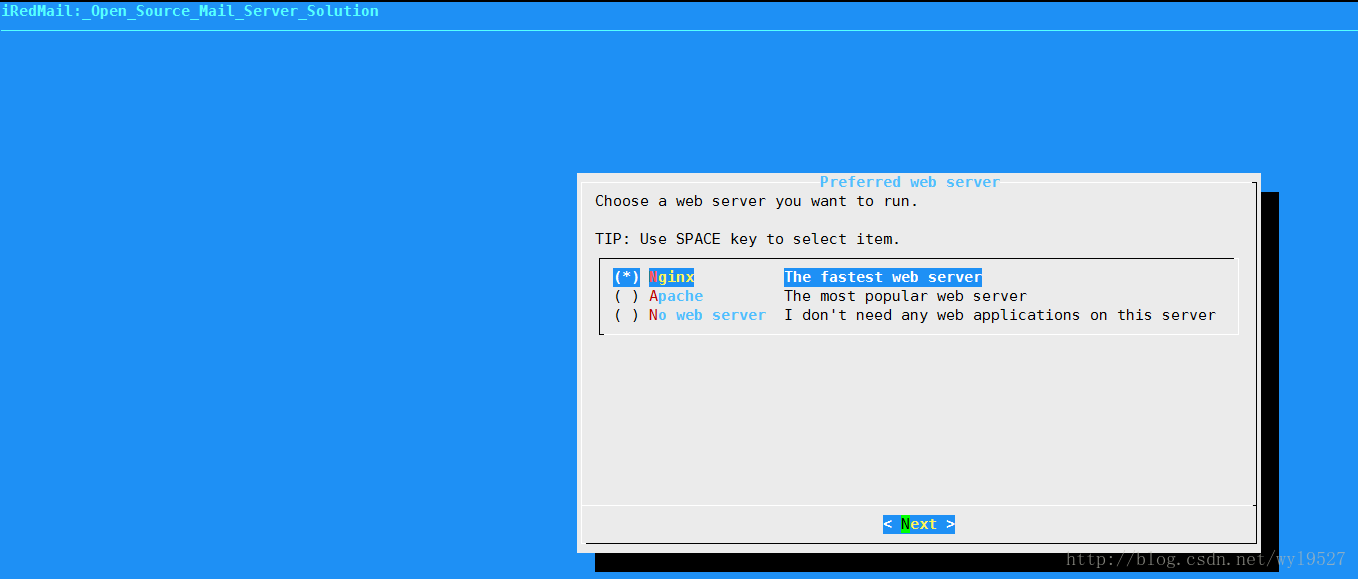 iRedMail:_Open_Source_Mail_Server_Solution
Preferred web server
Choose a web server you want to run.
TIP: Use SPACE key to select item.
(*) Nginx The fastest web server
( ) Apache The most popular web server
( ) No web server I don't need any web applications on this server
< Next >
http://blog.csdn.net/wyl9527